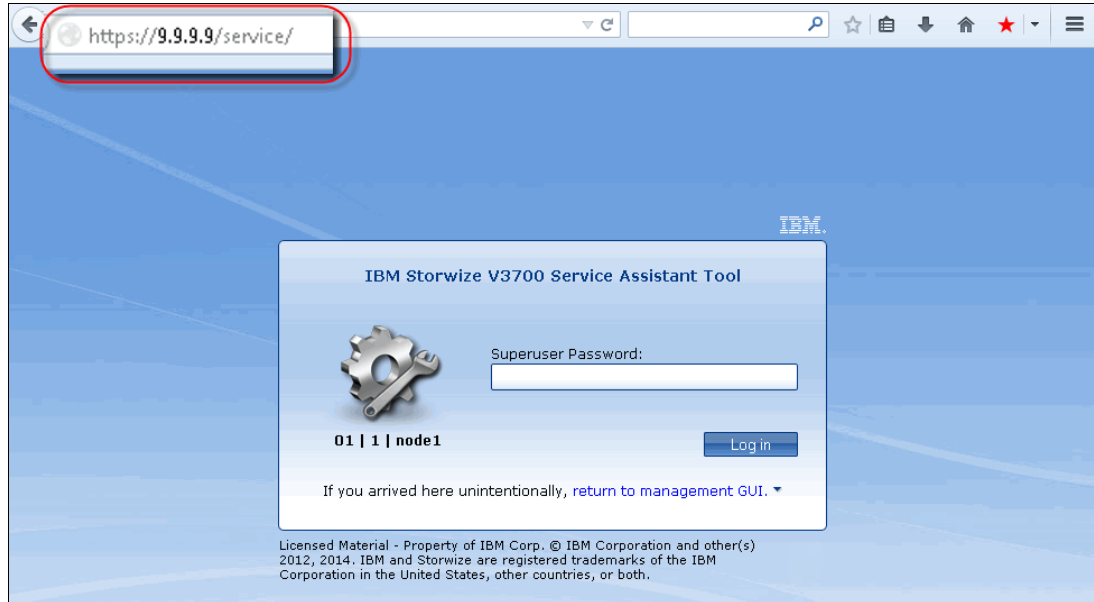 https://9.9.9.9/service/
IBM.
IBM Storwize V3700 Service Assistant Tool
Superuser Password:
01 | 1 | node1
Log in
If you arrived here unintentionally, return to management GUI.
Licensed Material - Property of IBM Corp. © IBM Corporation and other(s)
2012, 2014. IBM and Storwize are registered trademarks of the IBM
Corporation in the United States, other countries, or both.